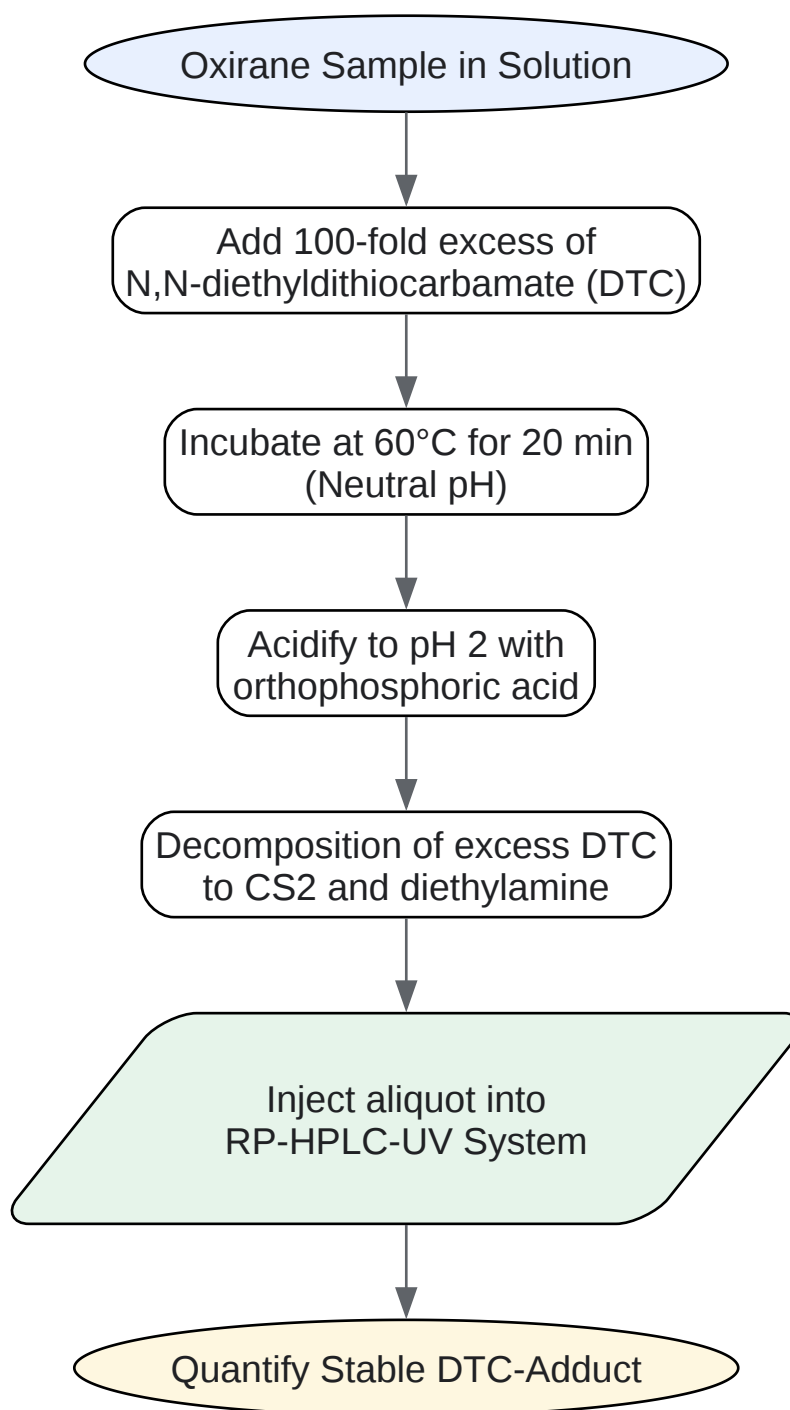 Oxirane Sample in Solution
Add 100-fold excess of
N,N-diethyldithiocarbamate (DTC)
Incubate at 60°C for 20 min
(Neutral pH)
Acidify to pH 2 with
orthophosphoric acid
Decomposition of excess DTC
to CS2 and diethylamine
Inject aliquot into
RP-HPLC-UV System
Quantify Stable DTC-Adduct